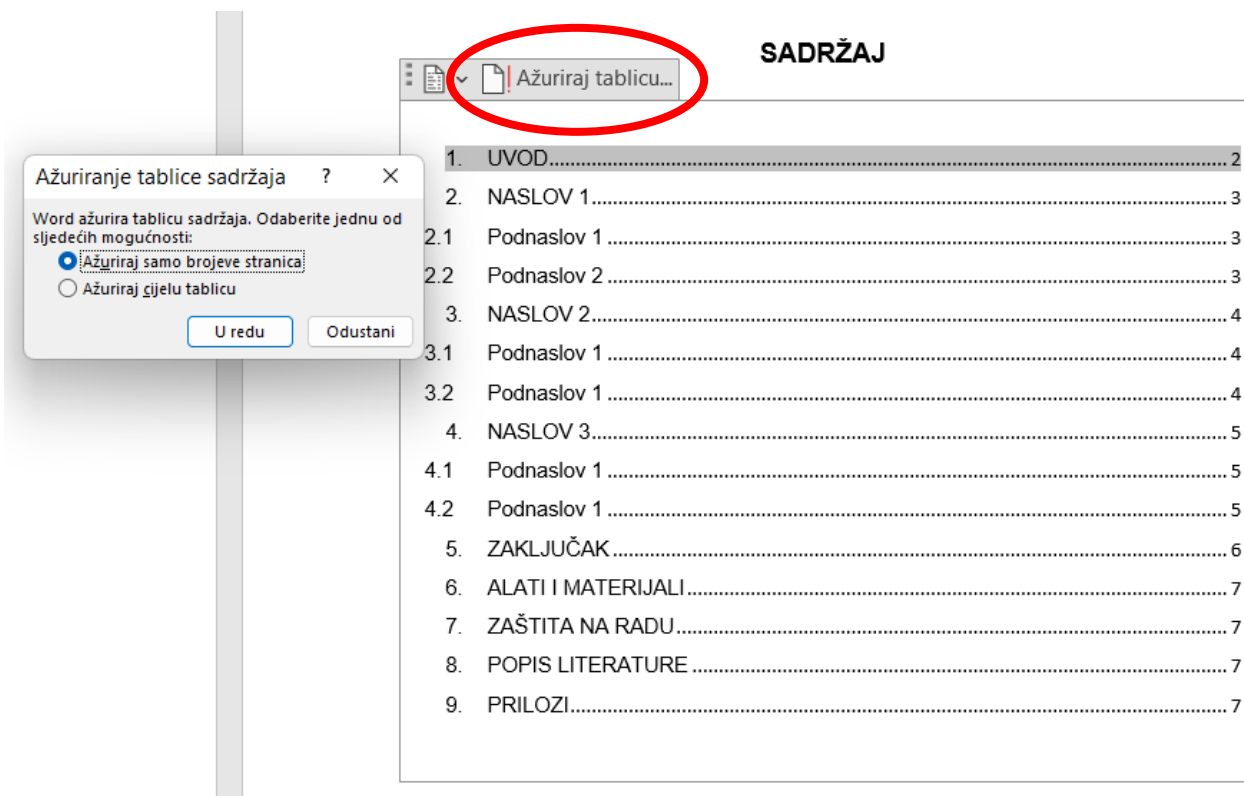 SADRŽAJ
Ažuriraj tablicu...
Ažuriranje tablice sadržaja ? ×
Word ažurira tablicu sadržaja. Odaberite jednu od
sljedećih mogućnosti:
Ažuriraj samo brojeve stranica
Ažuriraj cijelu tablicu
U redu Odustani
1. UVOD 2
2. NASLOV 1 3
2.1 Podnaslov 1 3
2.2 Podnaslov 2 3
3. NASLOV 2 4
3.1 Podnaslov 1 4
3.2 Podnaslov 1 4
4. NASLOV 3 5
4.1 Podnaslov 1 5
4.2 Podnaslov 1 5
5. ZAKLJUČAK 6
6. ALATI I MATERIJALI 7
7. ZAŠTITA NA RADU 7
8. POPIS LITERATURE 7
9. PRILOZI 7